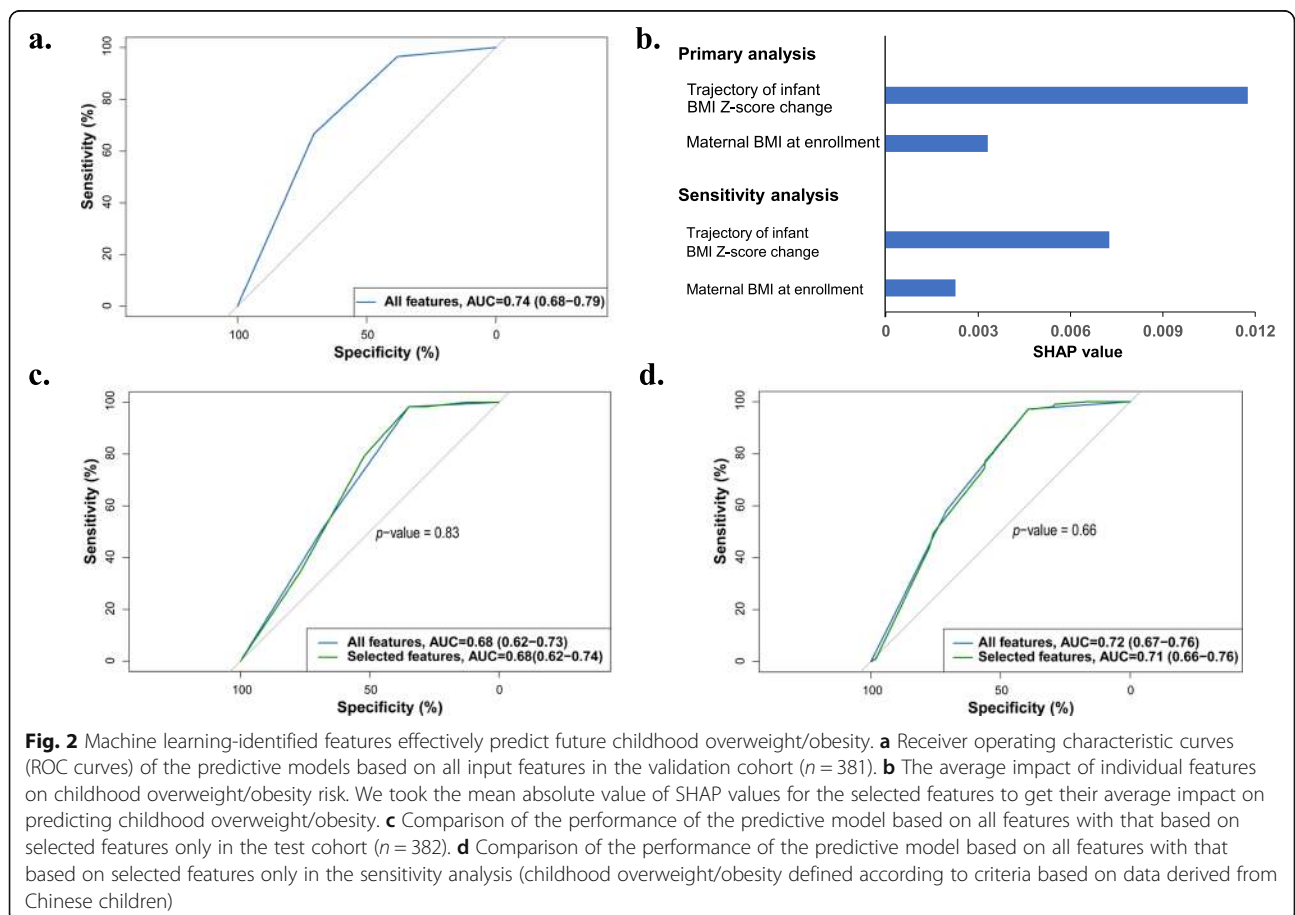 a.
100
80
60
40
20
0
Sensitivity (%)
All features, AUC=0.74 (0.68−0.79)
100 50 0
Specificity (%)
b.
Primary analysis
Trajectory of infant
BMI Z-score change
Maternal BMI at enrollment
Sensitivity analysis
Trajectory of infant
BMI Z-score change
Maternal BMI at enrollment
0 0.003 0.006 0.009 0.012
SHAP value
c.
100
80
60
40
20
0
Sensitivity (%)
p−value = 0.83
All features, AUC=0.68 (0.62−0.73)
Selected features, AUC=0.68(0.62−0.74)
100 50 0
Specificity (%)
d.
100
80
60
40
20
0
Sensitivity (%)
p−value = 0.66
All features, AUC=0.72 (0.67−0.76)
Selected features, AUC=0.71 (0.66−0.76)
100 50 0
Specificity (%)
Fig. 2 Machine learning-identified features effectively predict future childhood overweight/obesity. a Receiver operating characteristic curves
(ROC curves) of the predictive models based on all input features in the validation cohort (n = 381). b The average impact of individual features
on childhood overweight/obesity risk. We took the mean absolute value of SHAP values for the selected features to get their average impact on
predicting childhood overweight/obesity. c Comparison of the performance of the predictive model based on all features with that based on
selected features only in the test cohort (n = 382). d Comparison of the performance of the predictive model based on all features with that
based on selected features only in the sensitivity analysis (childhood overweight/obesity defined according to criteria based on data derived from
Chinese children)